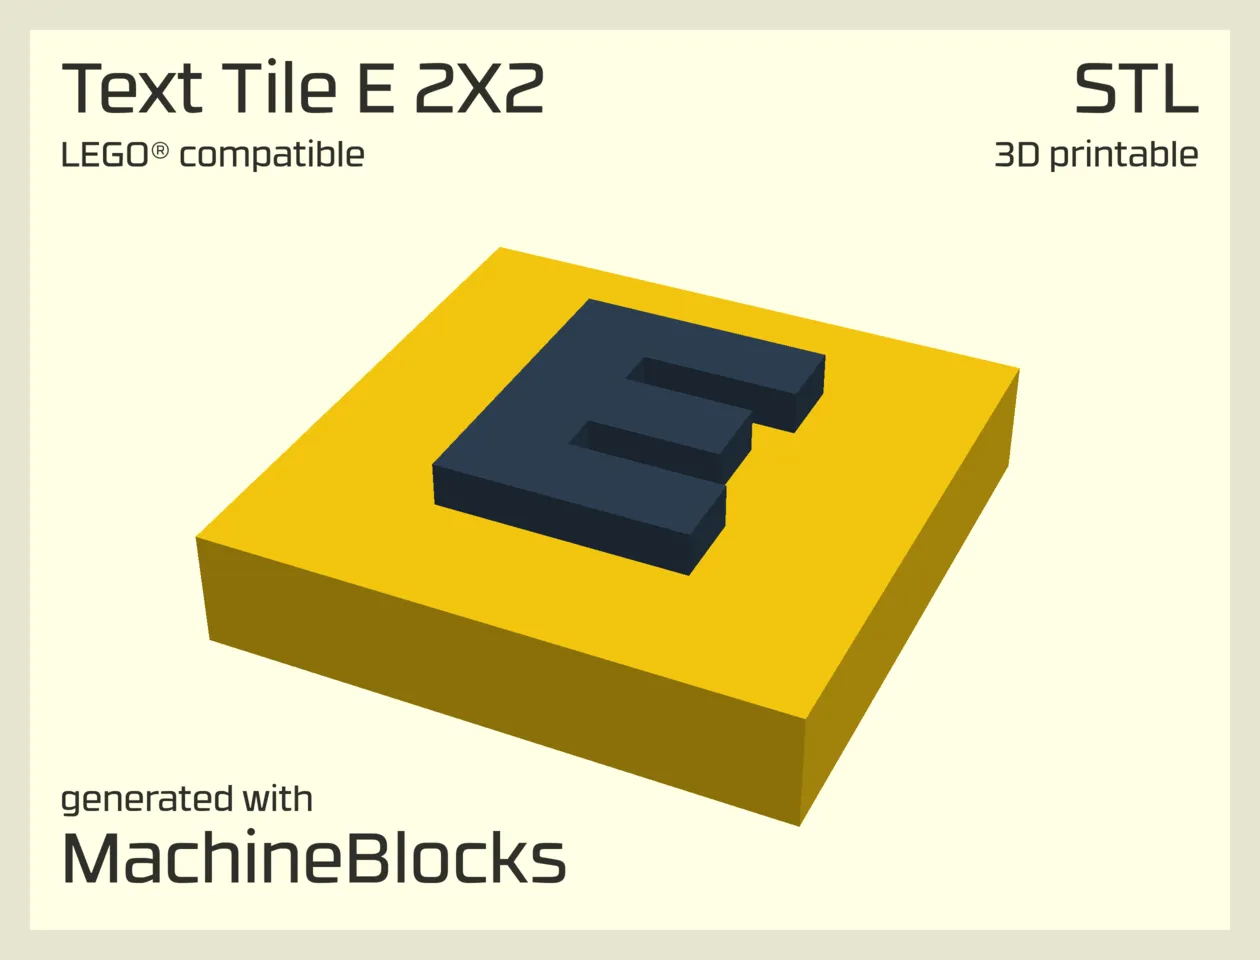 Text Tile E 2X2
LEGO® compatible
STL
3D printable
E
generated with
MachineBlocks